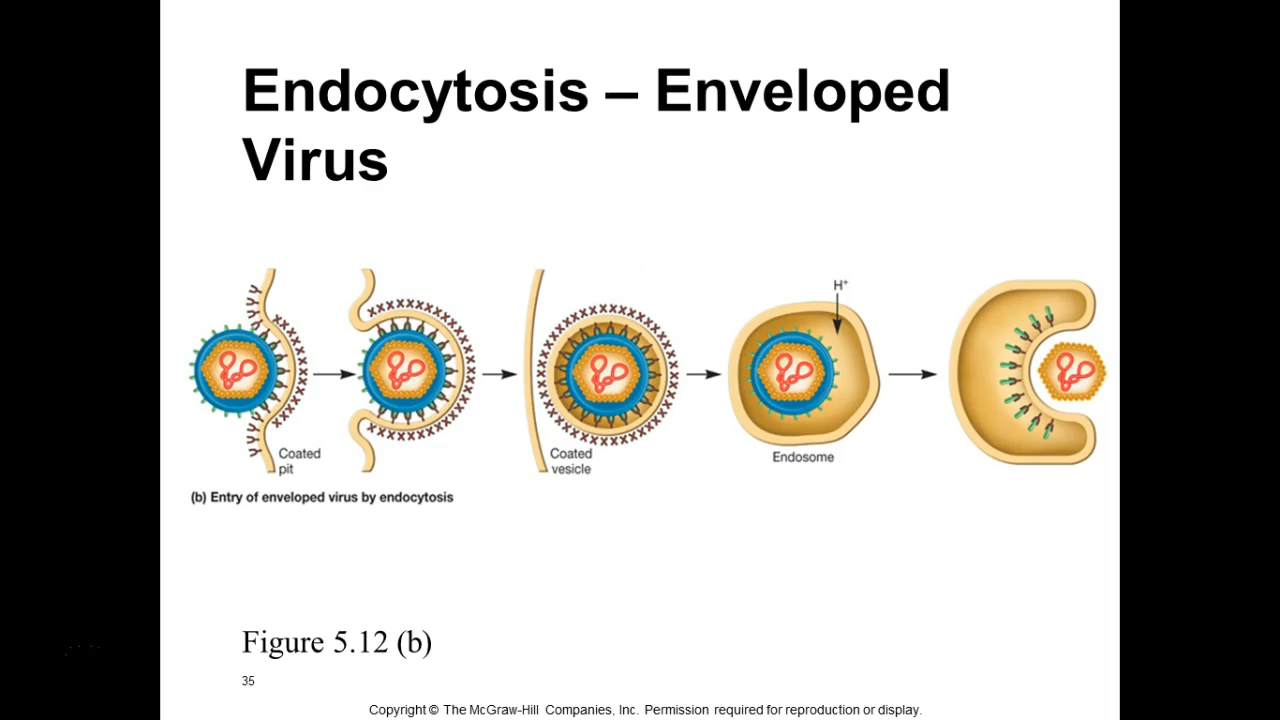 Endocytosis – Enveloped
Virus
H⁺
Coated
pit
Coated
vesicle
Endosome
(b) Entry of enveloped virus by endocytosis
Figure 5.12 (b)
35
Copyright © The McGraw-Hill Companies, Inc. Permission required for reproduction or display.